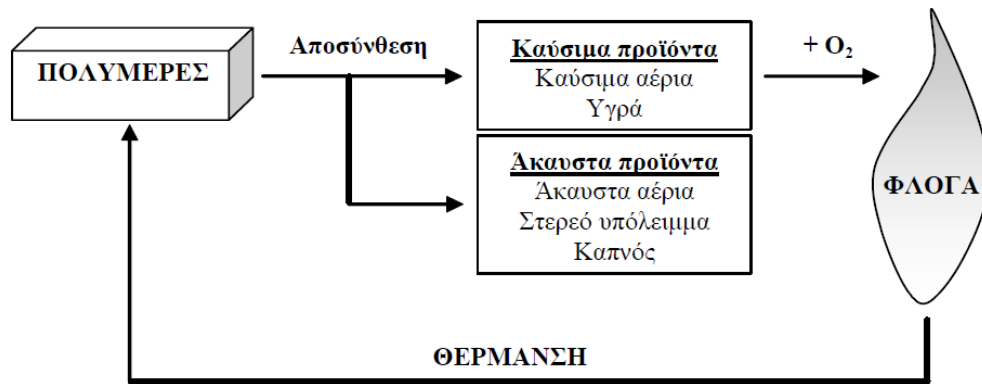 ΠΟΛΥΜΕΡΕΣ
Αποσύνθεση
Καύσιμα προϊόντα
Καύσιμα αέρια
Υγρά
+ O₂
Άκαυστα προϊόντα
Άκαυστα αέρια
Στερεό υπόλειμμα
Καπνός
ΦΛΟΓΑ
ΘΕΡΜΑΝΣΗ